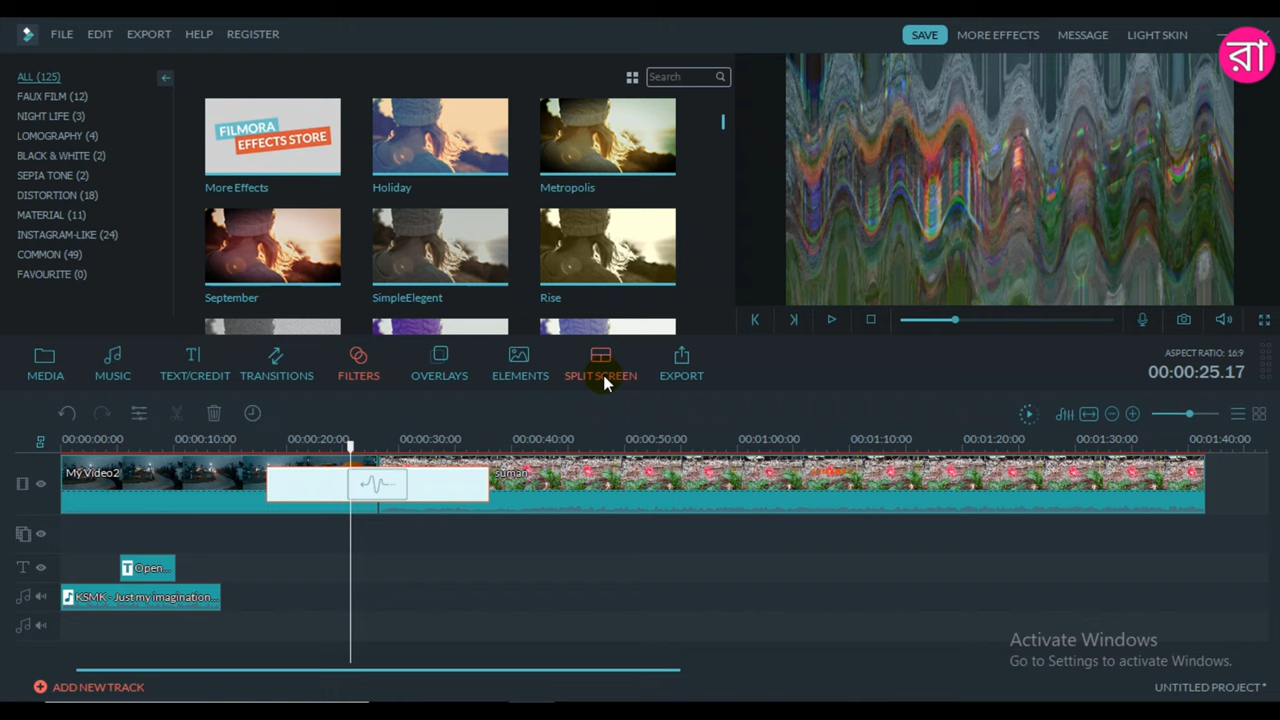 FILE EDIT EXPORT HELP REGISTER SAVE MORE EFFECTS MESSAGE LIGHT SKIN
রা
ALL (125)
FAUX FILM (12)
NIGHT LIFE (3)
LOMOGRAPHY (4)
BLACK & WHITE (2)
SEPIA TONE (2)
DISTORTION (18)
MATERIAL (11)
INSTAGRAM-LIKE (24)
COMMON (49)
FAVOURITE (0)
Search
FILMORA
EFFECTS STORE
More Effects Holiday Metropolis
September SimpleElegent Rise
MEDIA MUSIC TEXT/CREDIT TRANSITIONS FILTERS OVERLAYS ELEMENTS SPLIT SCREEN EXPORT
ASPECT RATIO: 16:9
00:00:25.17
00:00:00:00 00:00:10:00 00:00:20:00 00:00:30:00 00:00:40:00 00:00:50:00 00:01:00:00 00:01:10:00 00:01:20:00 00:01:30:00 00:01:40:00
My Video2 suman
T Open...
KSMK - Just my imagination...
Activate Windows
Go to Settings to activate Windows.
ADD NEW TRACK UNTITLED PROJECT *